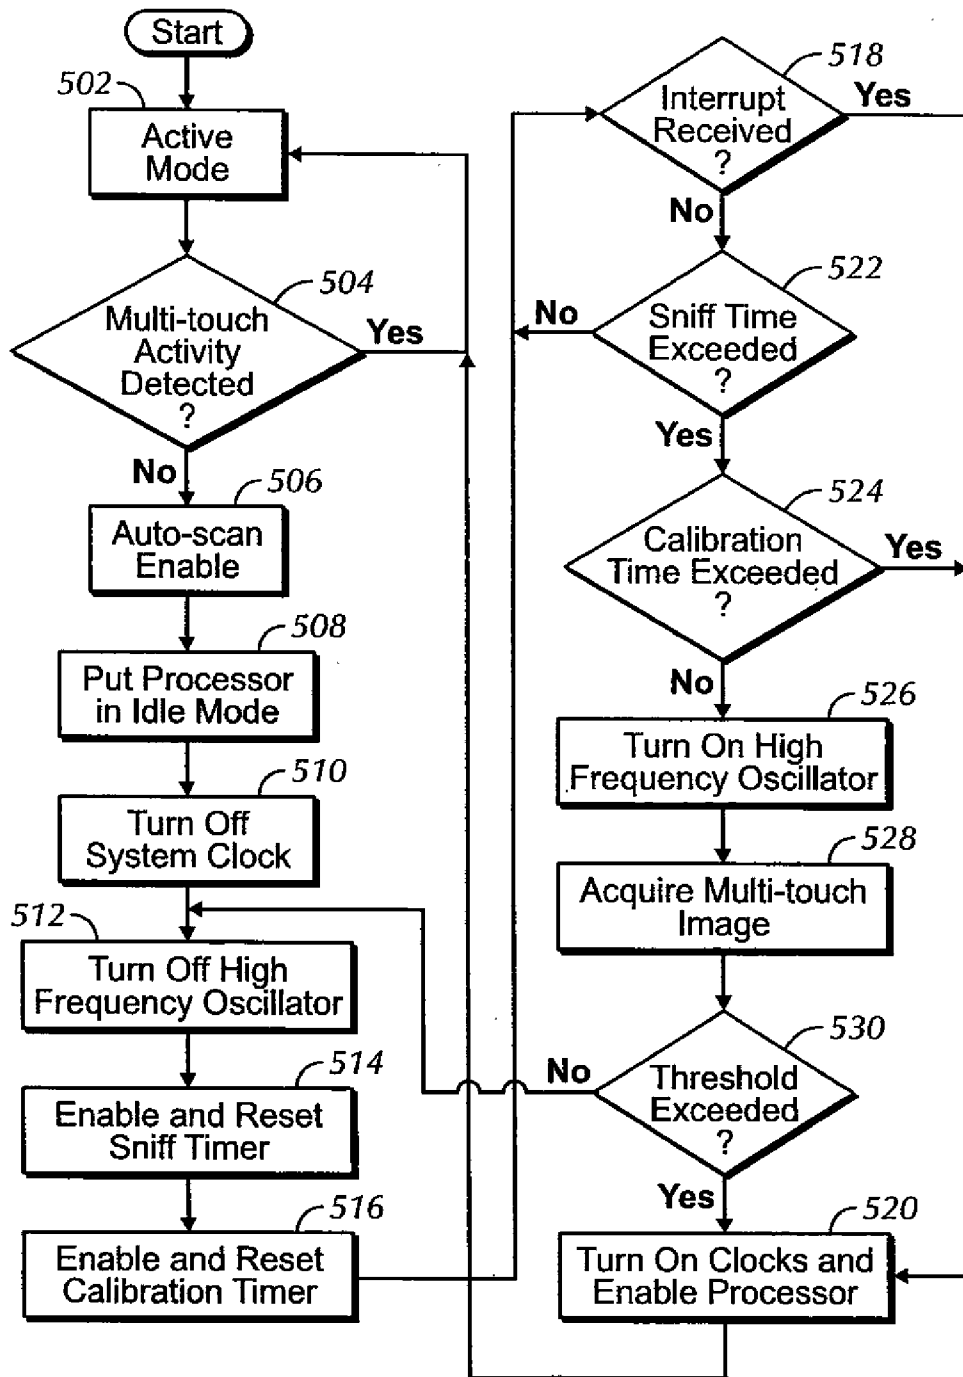 Start
502
Active
Mode
504
Multi-touch
Activity
Detected
?
Yes
No
506
Auto-scan
Enable
508
Put Processor
in Idle Mode
510
Turn Off
System Clock
512
Turn Off High
Frequency Oscillator
514
Enable and Reset
Sniff Timer
516
Enable and Reset
Calibration Timer
518
Interrupt
Received
?
Yes
No
522
Sniff Time
Exceeded
?
No
Yes
524
Calibration
Time Exceeded
?
Yes
No
526
Turn On High
Frequency Oscillator
528
Acquire Multi-touch
Image
530
Threshold
Exceeded
?
No
Yes
520
Turn On Clocks and
Enable Processor